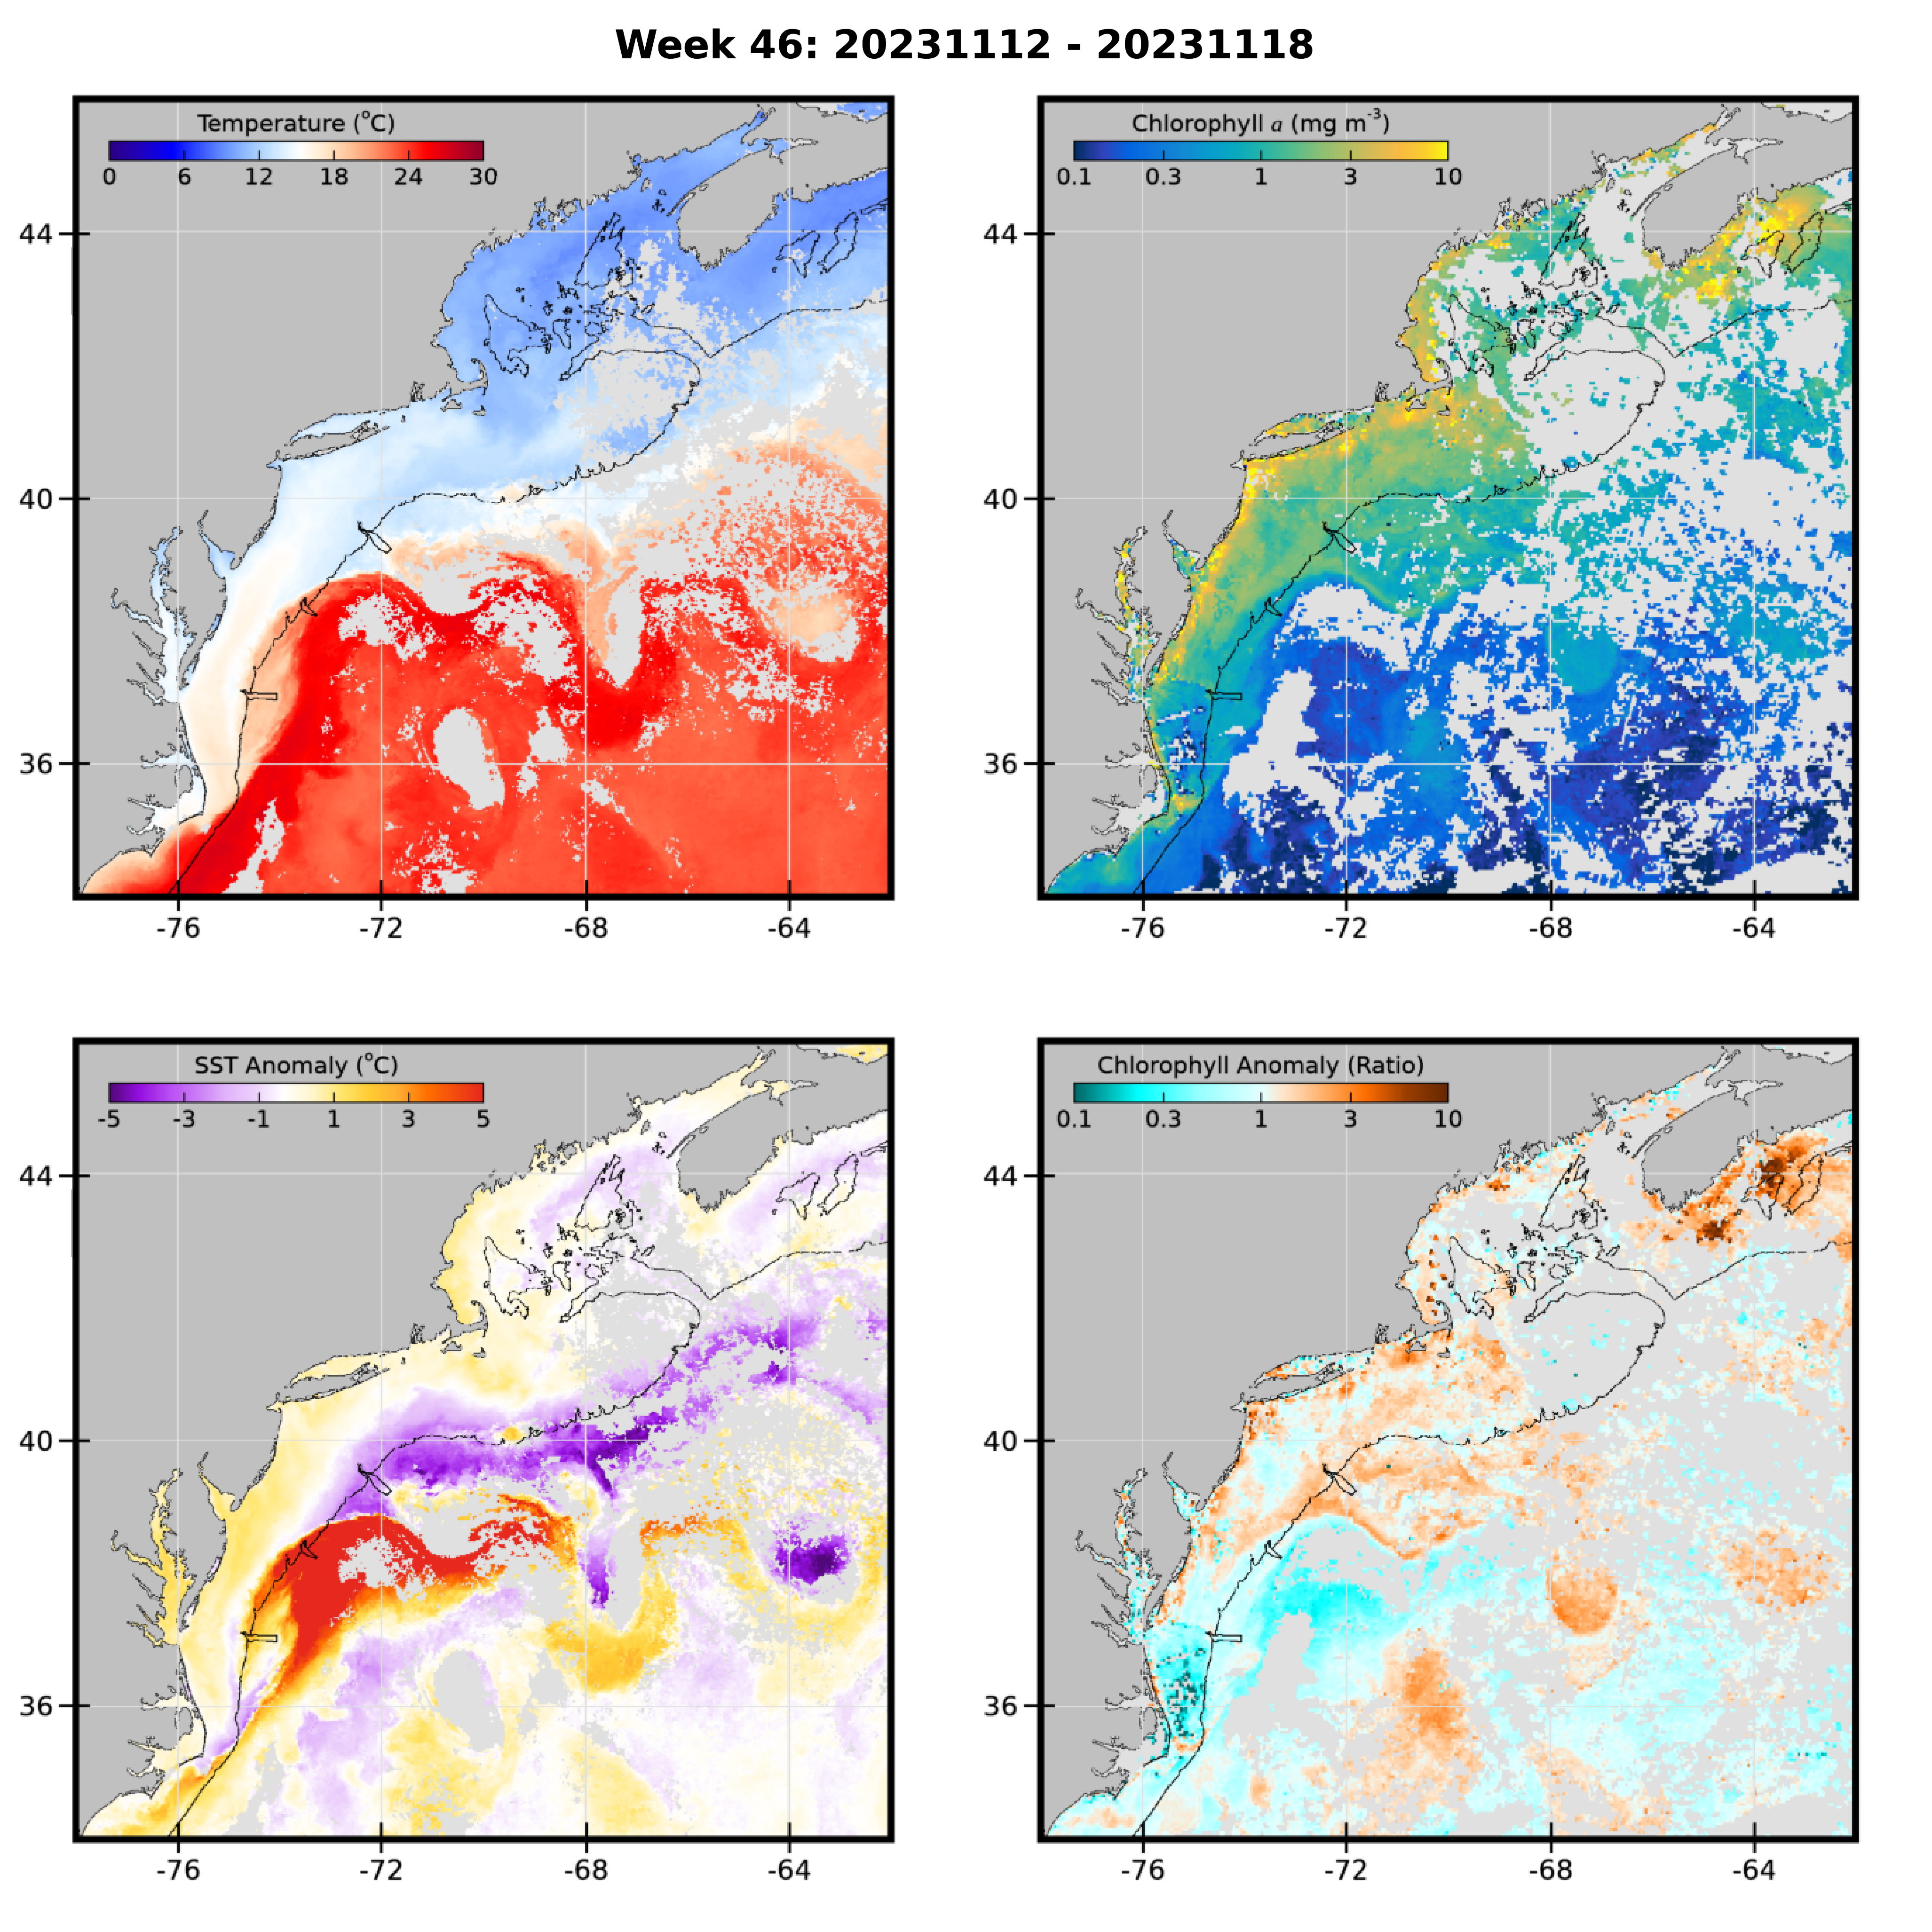 Week 46: 20231112 - 20231118
Temperature (°C)
0 6 12 18 24 30
44
40
36
-76 -72 -68 -64
Chlorophyll a (mg m⁻³)
0.1 0.3 1 3 10
44
40
36
-76 -72 -68 -64
SST Anomaly (°C)
-5 -3 -1 1 3 5
44
40
36
-76 -72 -68 -64
Chlorophyll Anomaly (Ratio)
0.1 0.3 1 3 10
44
40
36
-76 -72 -68 -64